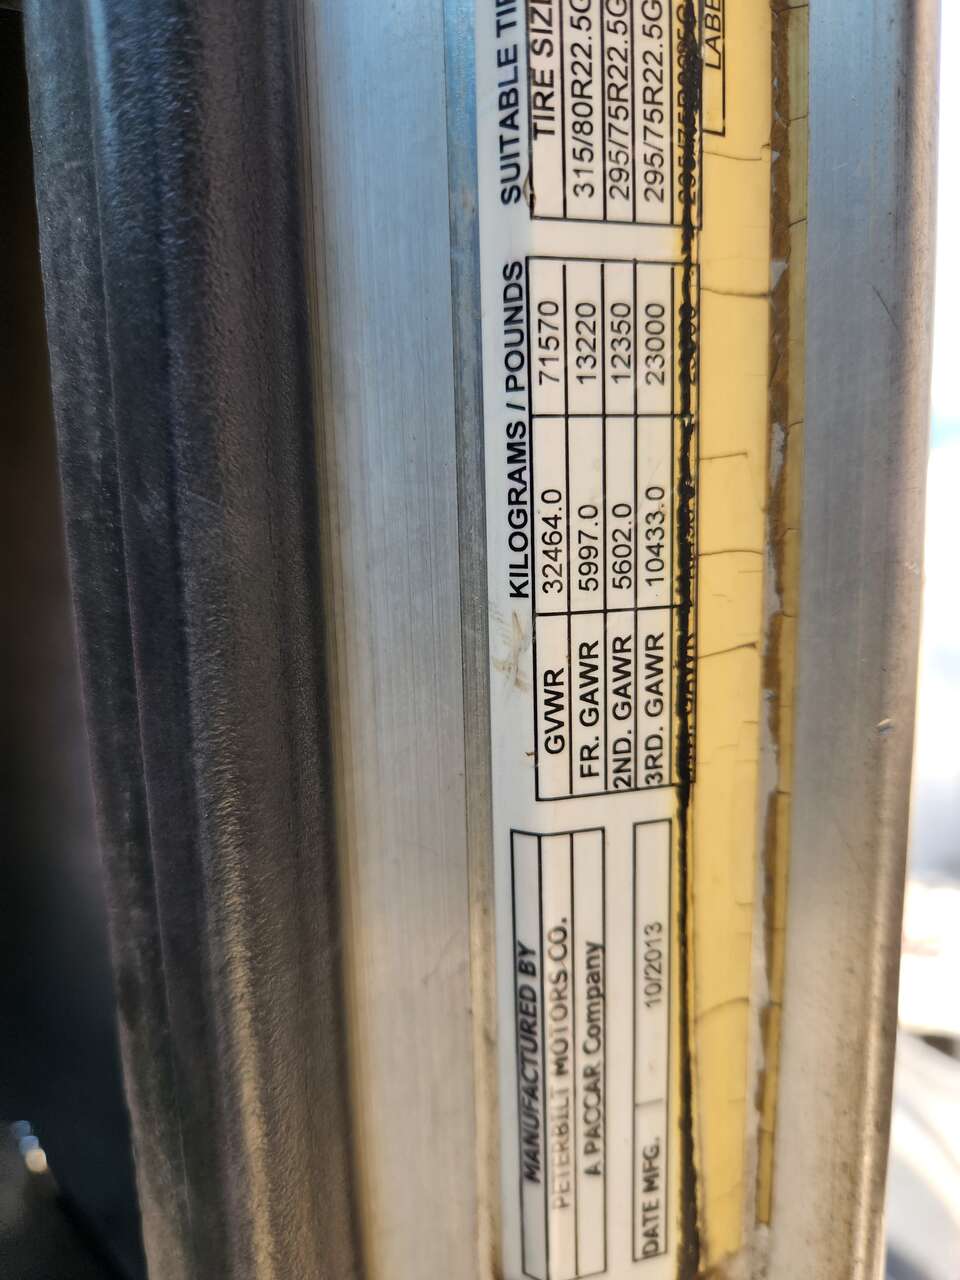 MANUFACTURED BY
PETERBILT MOTORS CO.
A PACCAR Company
DATE MFG. 10/2013
KILOGRAMS / POUNDS
GVWR 32464.0 71570
FR. GAWR 5997.0 13220
2ND. GAWR 5602.0 12350
3RD. GAWR 10433.0 23000
GAWR
SUITABLE TI
TIRE SIZ
315/80R22.5G
295/75R22.5G
295/75R22.5G
LABE